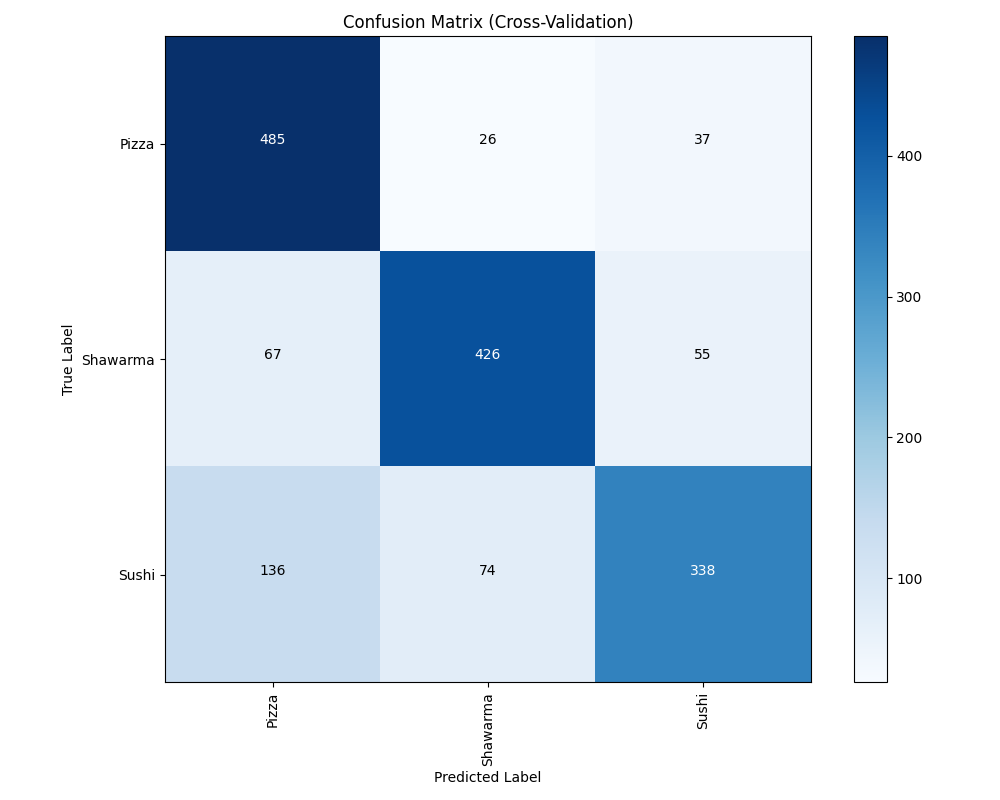 Confusion Matrix (Cross-Validation)
True Label
Pizza
485
26
37
Shawarma
67
426
55
Sushi
136
74
338
Pizza
Shawarma
Sushi
Predicted Label
400
300
200
100